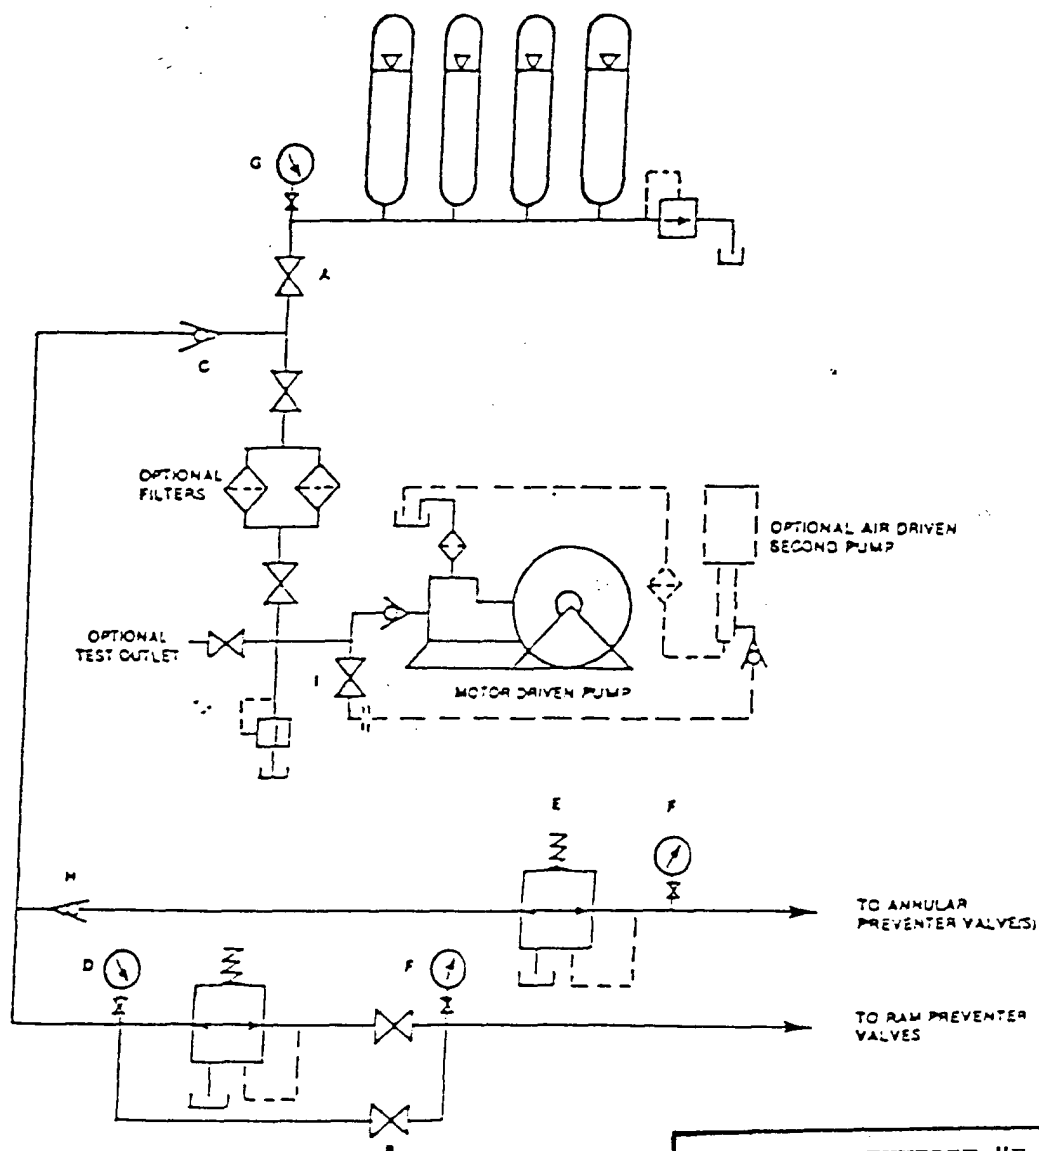 G
A
C
OPTIONAL
FILTERS
OPTIONAL AIR DRIVEN
SECOND PUMP
OPTIONAL
TEST OUTLET
I
MOTOR DRIVEN PUMP
E
F
H
TO ANNULAR
PREVENTER VALVE(S)
D
F
TO RAM PREVENTER
VALVES